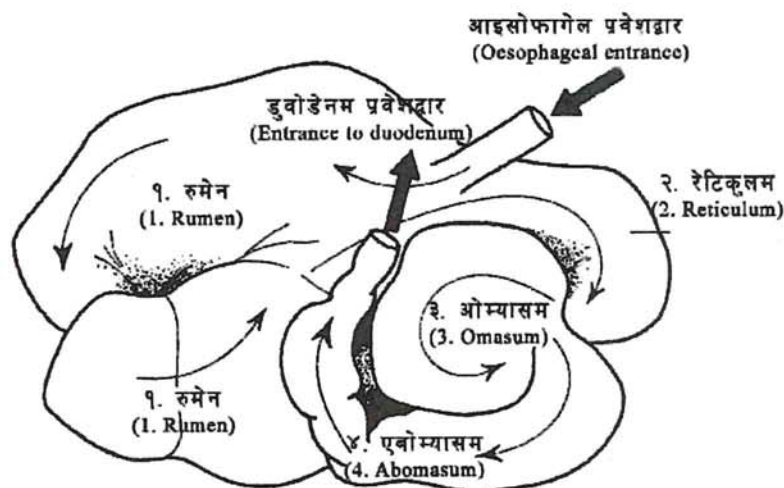 आइसोफागेल प्रवेशद्वार
(Oesophageal entrance)
डुवोडेनम प्रवेशद्वार
(Entrance to duodenum)
१. रुमेन
(1. Rumen)
२. रेटिकुलम
(2. Reticulum)
३. ओम्यासम
(3. Omasum)
१. रुमेन
(1. Rumen)
४. एबोम्यासम
(4. Abomasum)